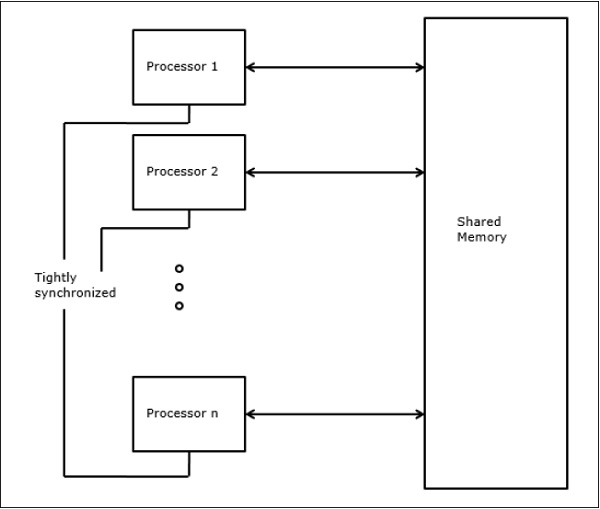 Processor 1
Processor 2
Shared
Memory
Tightly
synchronized
Processor n